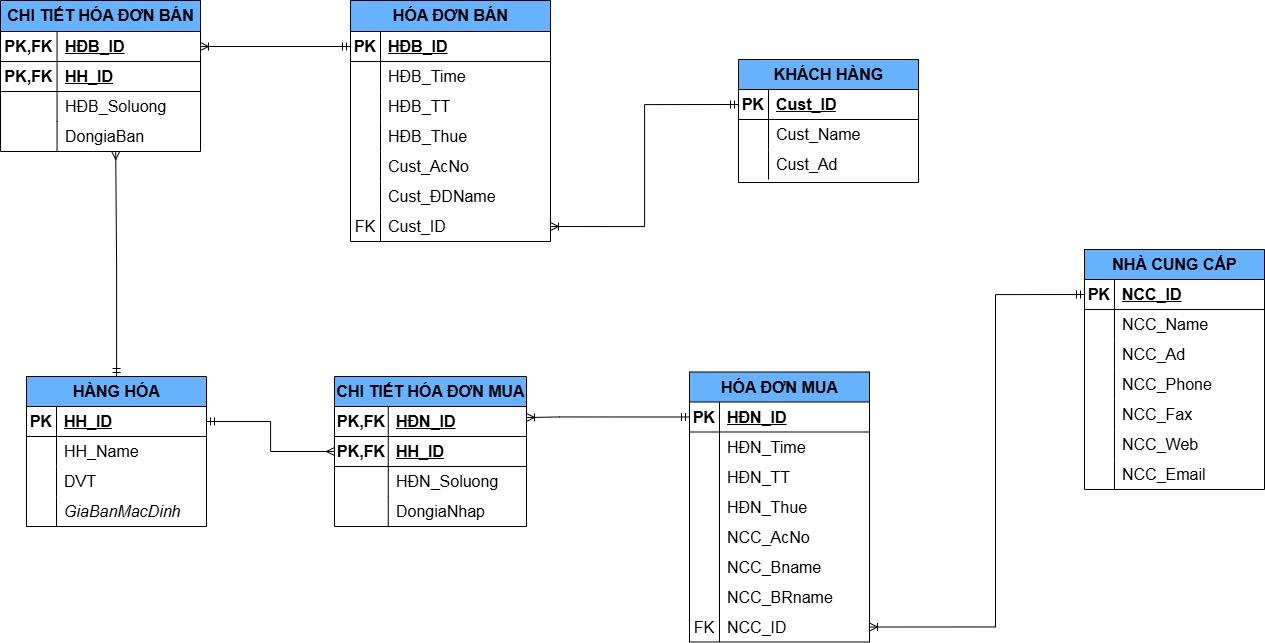 CHI TIẾT HÓA ĐƠN BÁN
PK,FK HĐB_ID
PK,FK HH_ID
HĐB_Soluong
DongiaBan
HÓA ĐƠN BÁN
PK HĐB_ID
HĐB_Time
HĐB_TT
HĐB_Thue
Cust_AcNo
Cust_ĐDName
FK Cust_ID
KHÁCH HÀNG
PK Cust_ID
Cust_Name
Cust_Ad
NHÀ CUNG CẤP
PK NCC_ID
NCC_Name
NCC_Ad
NCC_Phone
NCC_Fax
NCC_Web
NCC_Email
HÀNG HÓA
PK HH_ID
HH_Name
DVT
GiaBanMacDinh
CHI TIẾT HÓA ĐƠN MUA
PK,FK HĐN_ID
PK,FK HH_ID
HĐN_Soluong
DongiaNhap
HÓA ĐƠN MUA
PK HĐN_ID
HĐN_Time
HĐN_TT
HĐN_Thue
NCC_AcNo
NCC_Bname
NCC_BRname
FK NCC_ID